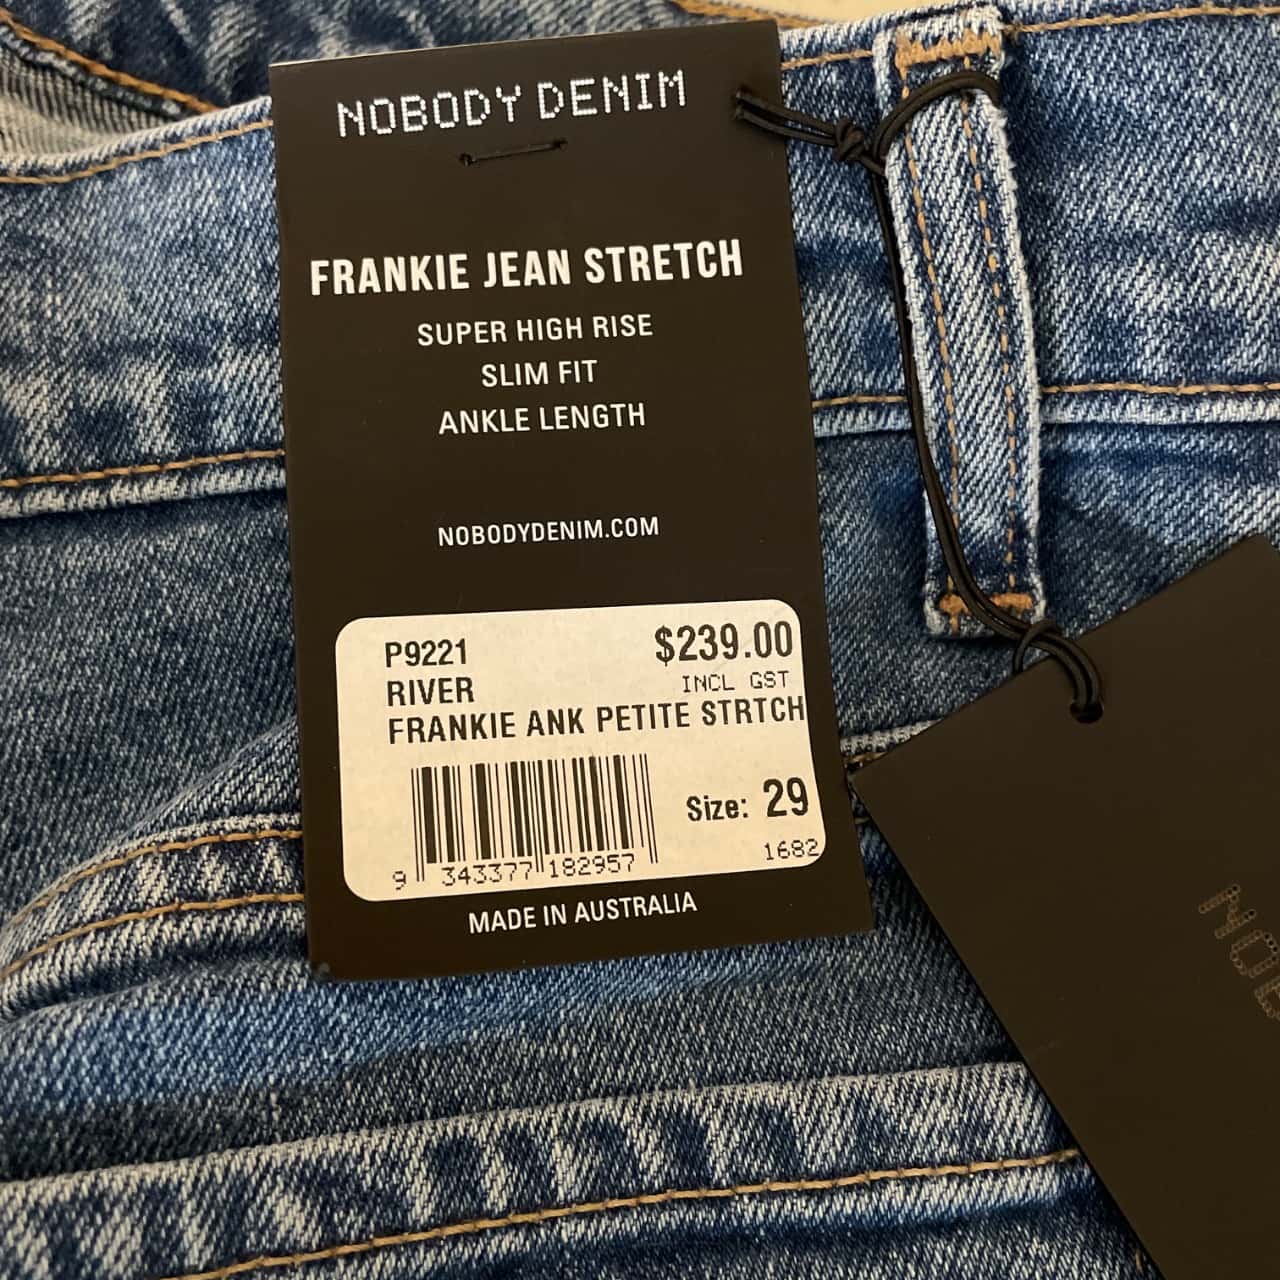 NOBODY DENIM
FRANKIE JEAN STRETCH
SUPER HIGH RISE
SLIM FIT
ANKLE LENGTH
NOBODYDENIM.COM
P9221
$239.00
RIVER
INCL GST
FRANKIE ANK PETITE STRTCH
Size: 29
1682
9 343377 182957
MADE IN AUSTRALIA